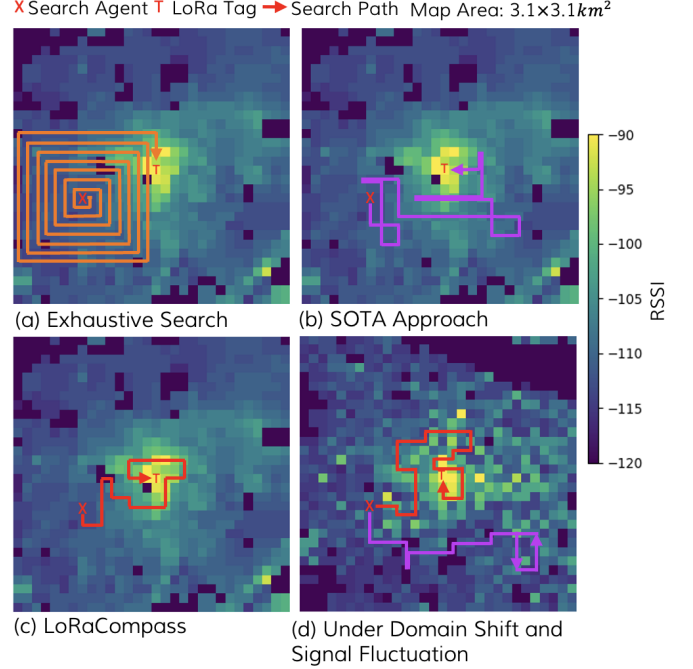 X Search Agent T LoRa Tag Search Path Map Area: 3.1×3.1km²
X T
(a) Exhaustive Search
X T
(b) SOTA Approach
-90
-95
-100
-105
-110
-115
-120
RSSI
X T
(c) LoRaCompass
X T
(d) Under Domain Shift and
Signal Fluctuation